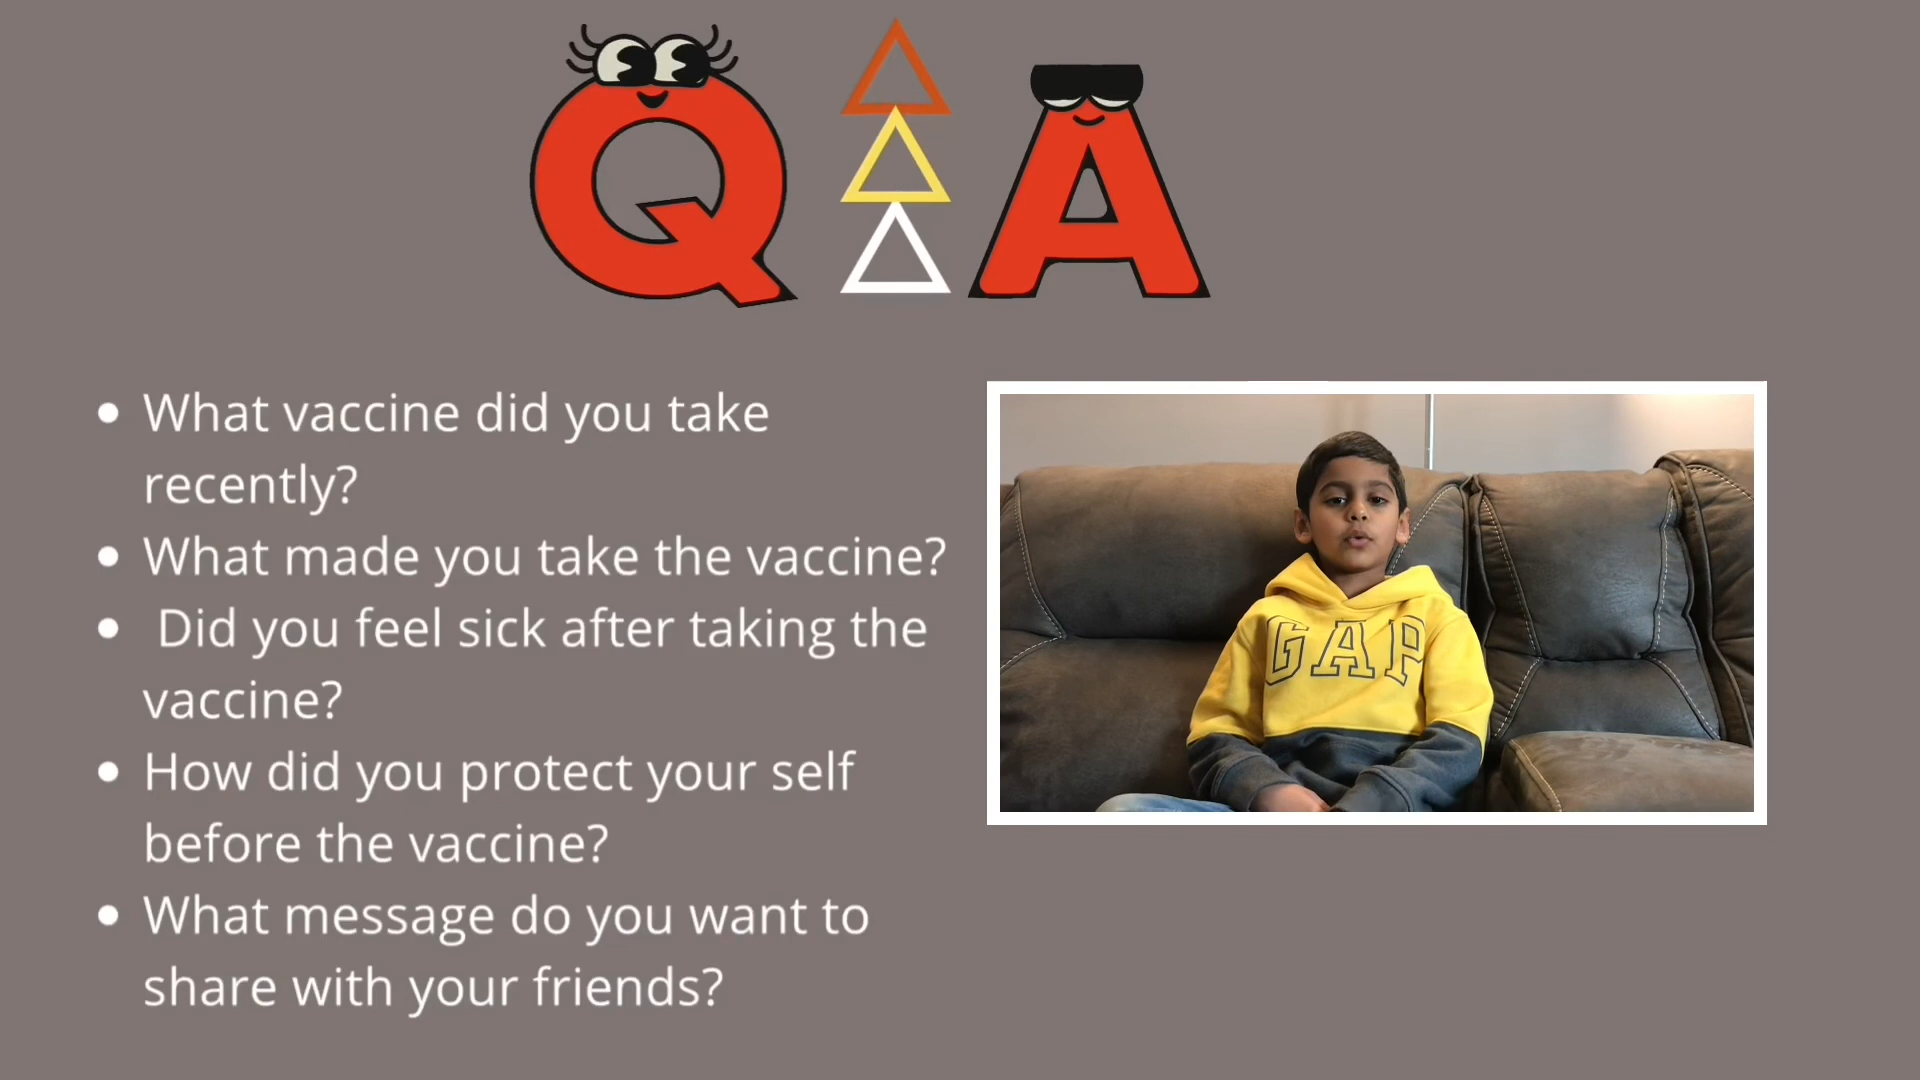 Q A
• What vaccine did you take
recently?
• What made you take the vaccine?
• Did you feel sick after taking the
vaccine?
• How did you protect your self
before the vaccine?
• What message do you want to
share with your friends?
GAP